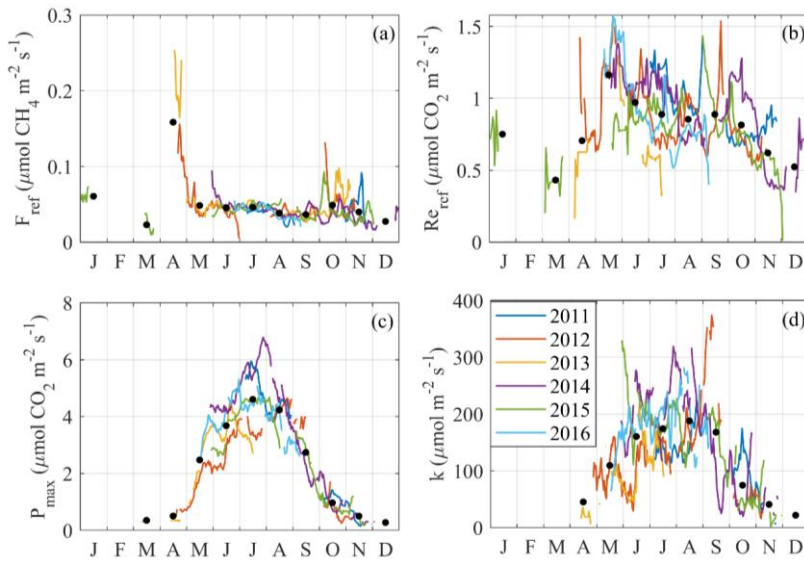 (a)
0.3
0.2
0.1
0
F_ref (μmol CH_4 m^-2 s^-1)
J F M A M J J A S O N D
(b)
1.5
1
0.5
0
Re_ref (μmol CO_2 m^-2 s^-1)
J F M A M J J A S O N D
(c)
8
6
4
2
0
P_max (μmol CO_2 m^-2 s^-1)
J F M A M J J A S O N D
(d)
400
300
200
100
0
k (μmol m^-2 s^-1)
2011
2012
2013
2014
2015
2016
J F M A M J J A S O N D